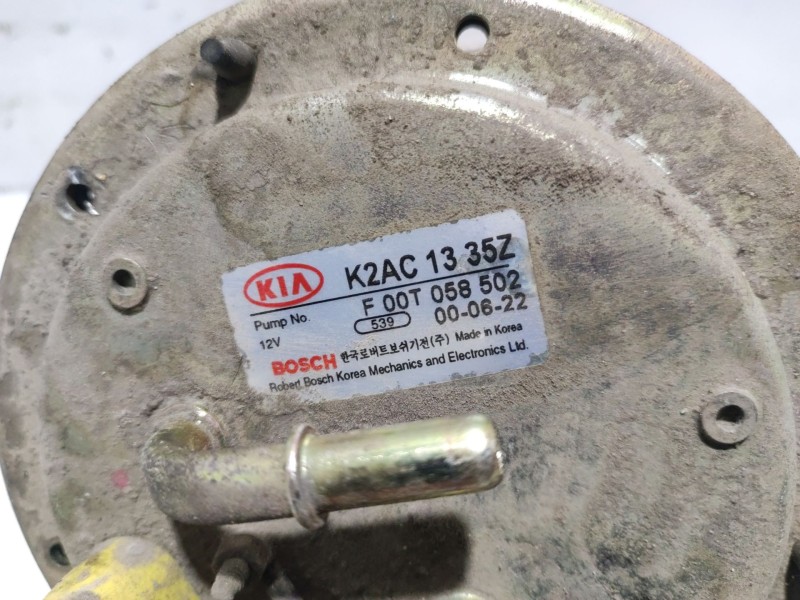 KIA K2AC 13 35Z
Pump No. F 00T 058 502
12V 539 00-06-22
BOSCH 한국로버트보쉬기전(주) Made in Korea
Robert Bosch Korea Mechanics and Electronics Ltd.